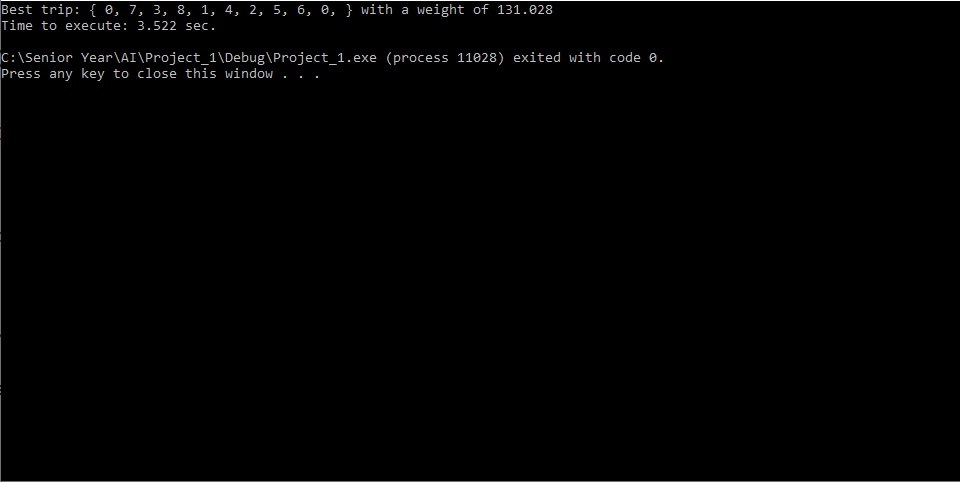 Best trip: { 0, 7, 3, 8, 1, 4, 2, 5, 6, 0, } with a weight of 131.028
Time to execute: 3.522 sec.
C:\Senior Year\AI\Project_1\Debug\Project_1.exe (process 11028) exited with code 0.
Press any key to close this window . . .